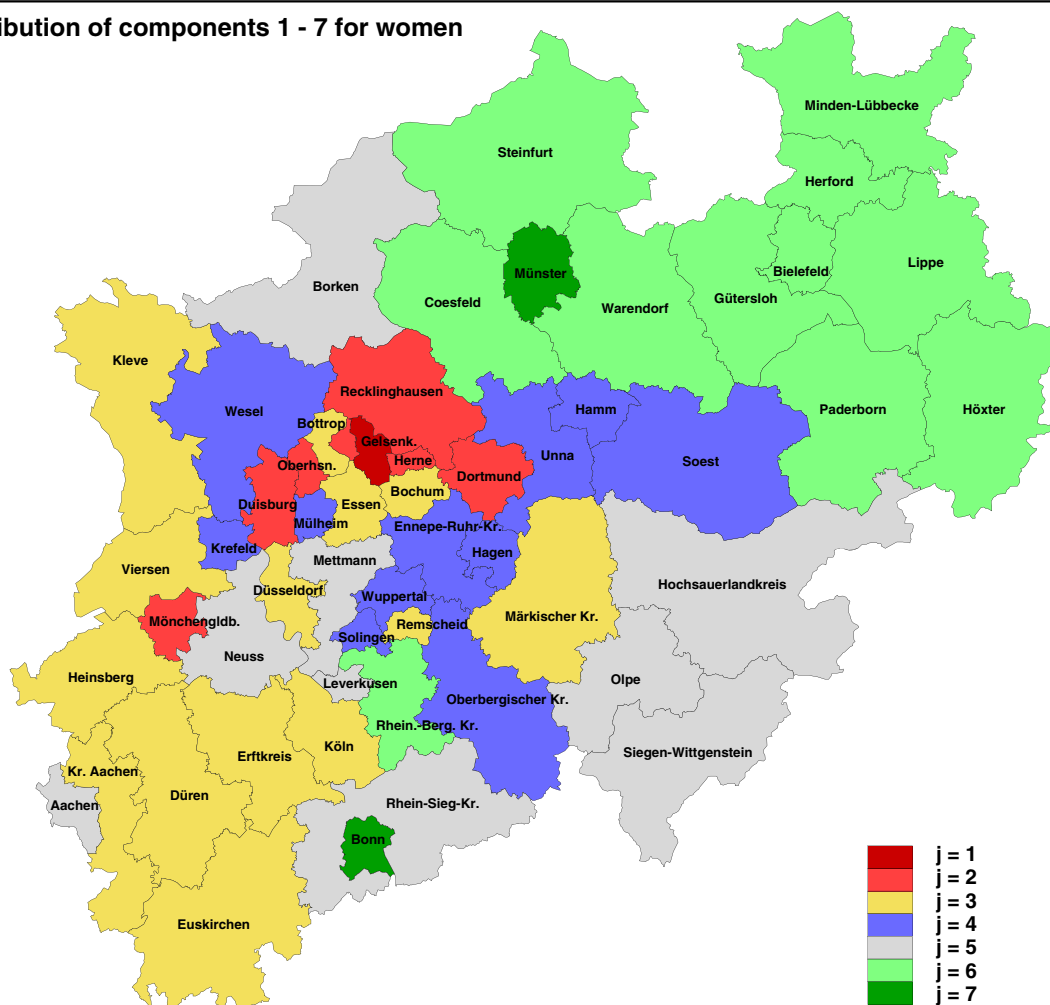 ibution of components 1 - 7 for women
Minden-Lübbecke
Steinfurt
Herford
Lippe
Bielefeld
Münster
Borken
Coesfeld
Warendorf
Gütersloh
Kleve
Recklinghausen
Wesel
Hamm
Paderborn
Höxter
Bottrop
Gelsenk.
Unna
Soest
Herne
Oberhsn.
Dortmund
Bochum
Duisburg
Essen
Mülheim
Ennepe-Ruhr-Kr.
Krefeld
Hagen
Mettmann
Viersen
Düsseldorf
Hochsauerlandkreis
Wuppertal
Mönchengldb.
Remscheid
Märkischer Kr.
Solingen
Neuss
Heinsberg
Leverkusen
Olpe
Oberbergischer Kr.
Rhein.-Berg. Kr.
Köln
Erftkreis
Siegen-Wittgenstein
Kr. Aachen
Düren
Aachen
Rhein-Sieg-Kr.
Bonn
Euskirchen
j = 1
j = 2
j = 3
j = 4
j = 5
j = 6
j = 7